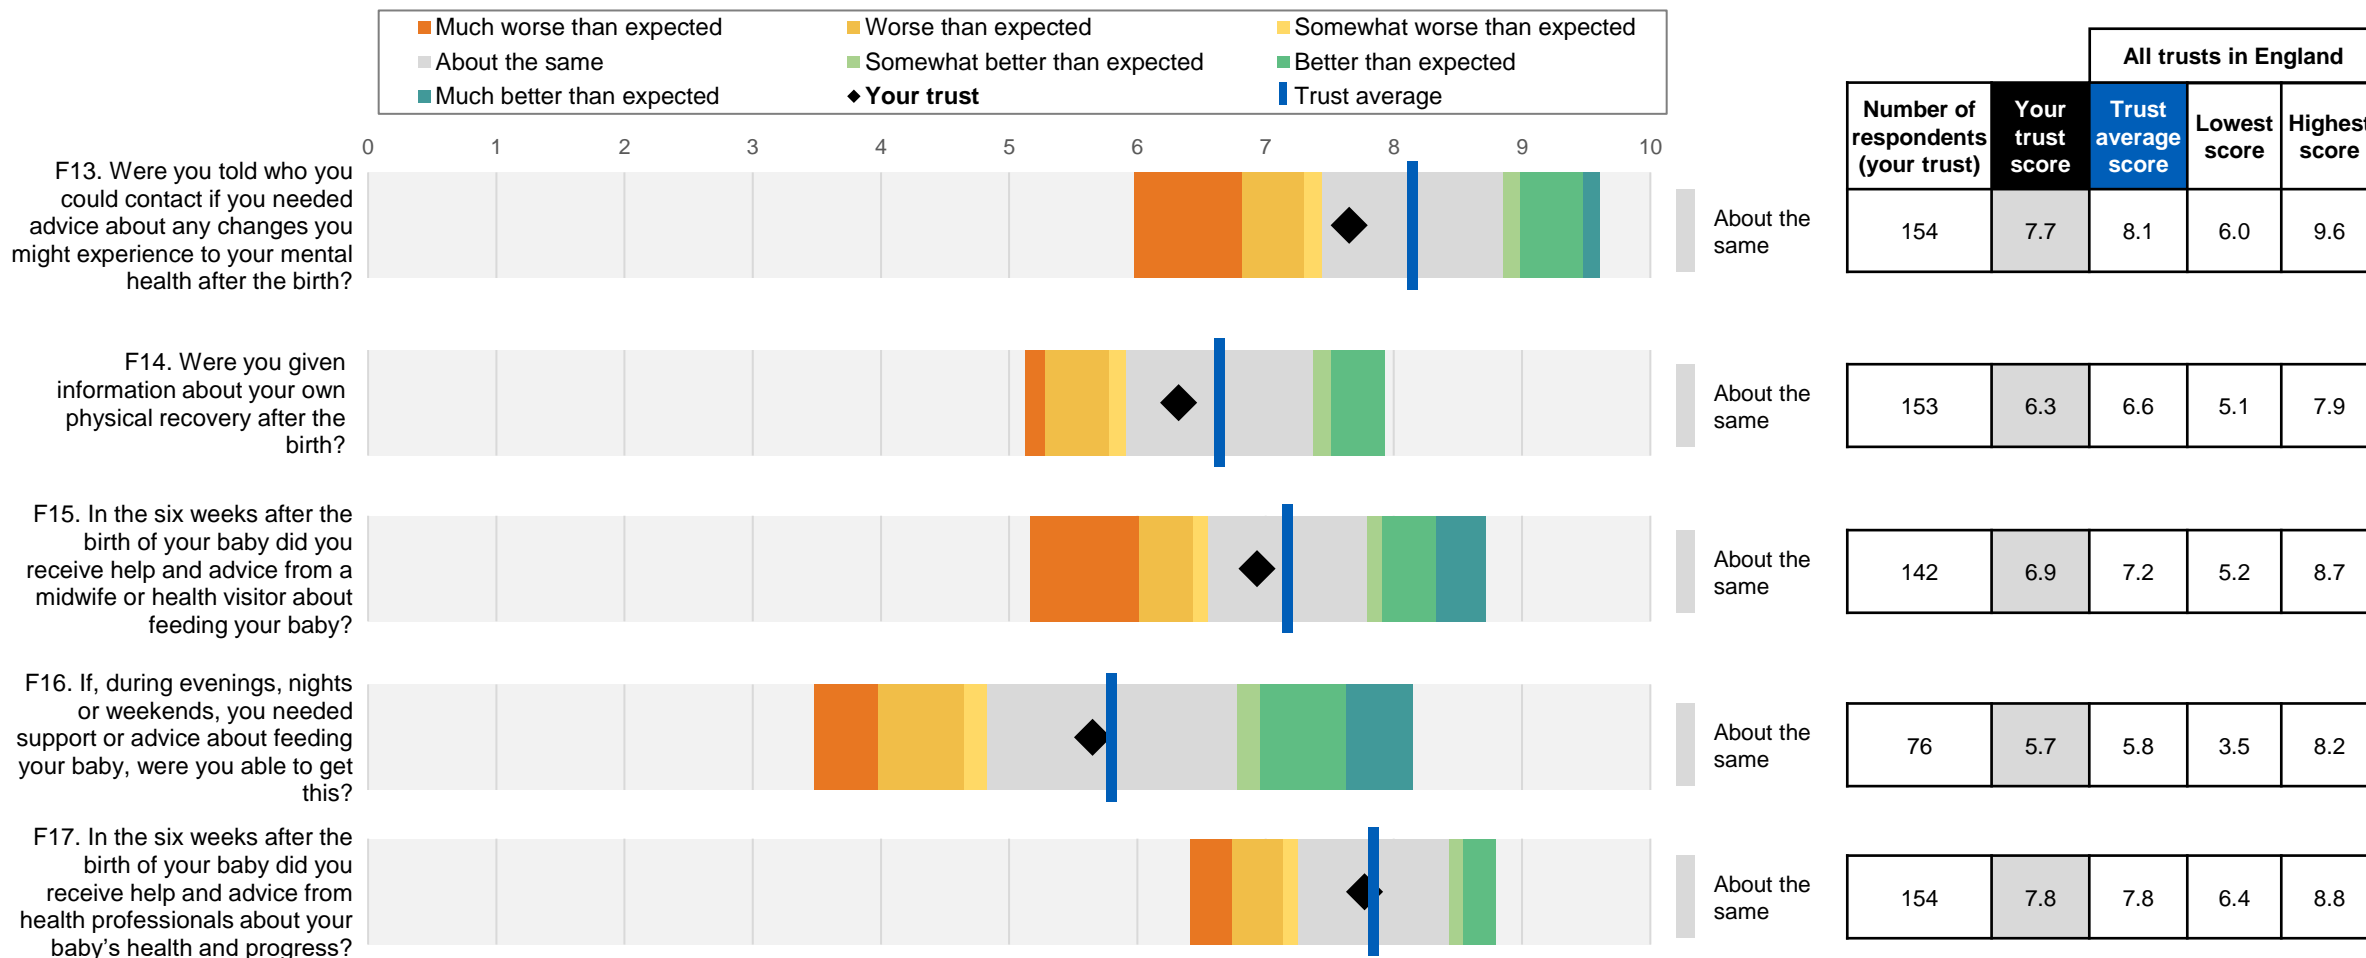 Much worse than expected
Worse than expected
Somewhat worse than expected
About the same
Somewhat better than expected
Better than expected
Much better than expected
Your trust
Trust average
All trusts in England
Number of
respondents
(your trust)
Your
trust
score
Trust
average
score
Lowest
score
Highest
score
0 1 2 3 4 5 6 7 8 9 10
F13. Were you told who you
could contact if you needed
advice about any changes you
might experience to your mental
health after the birth?
About the
same
154 7.7 8.1 6.0 9.6
F14. Were you given
information about your own
physical recovery after the
birth?
About the
same
153 6.3 6.6 5.1 7.9
F15. In the six weeks after the
birth of your baby did you
receive help and advice from a
midwife or health visitor about
feeding your baby?
About the
same
142 6.9 7.2 5.2 8.7
F16. If, during evenings, nights
or weekends, you needed
support or advice about feeding
your baby, were you able to get
this?
About the
same
76 5.7 5.8 3.5 8.2
F17. In the six weeks after the
birth of your baby did you
receive help and advice from
health professionals about your
baby’s health and progress?
About the
same
154 7.8 7.8 6.4 8.8